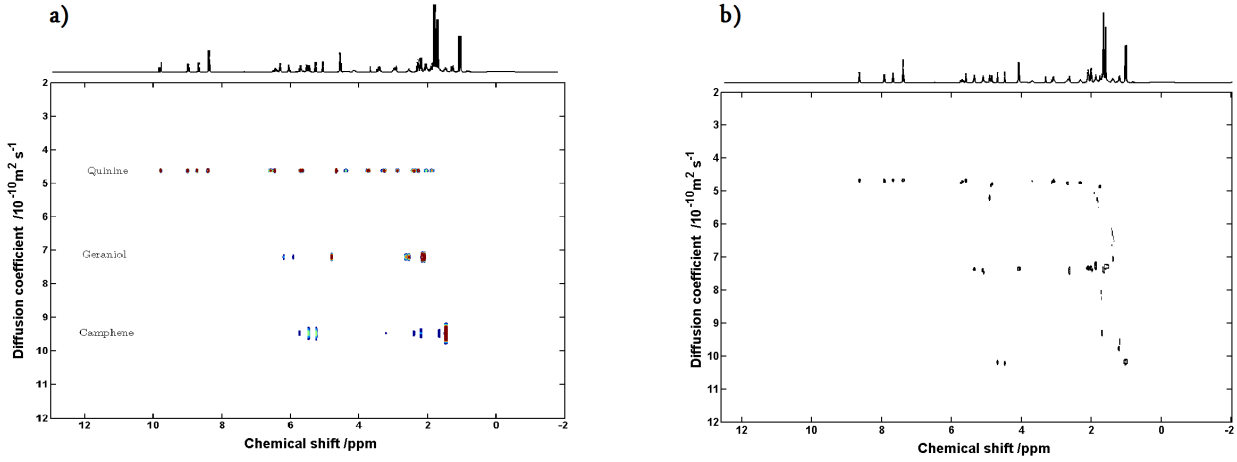 a)
2
3
4
5
6
7
8
9
10
11
12
Diffusion coefficient /10⁻¹⁰m² s⁻¹
Quinine
Geraniol
Camphene
12 10 8 6 4 2 0 -2
Chemical shift /ppm
b)
2
3
4
5
6
7
8
9
10
11
12
Diffusion coefficient /10⁻¹⁰m² s⁻¹
12 10 8 6 4 2 0 -2
Chemical shift /ppm